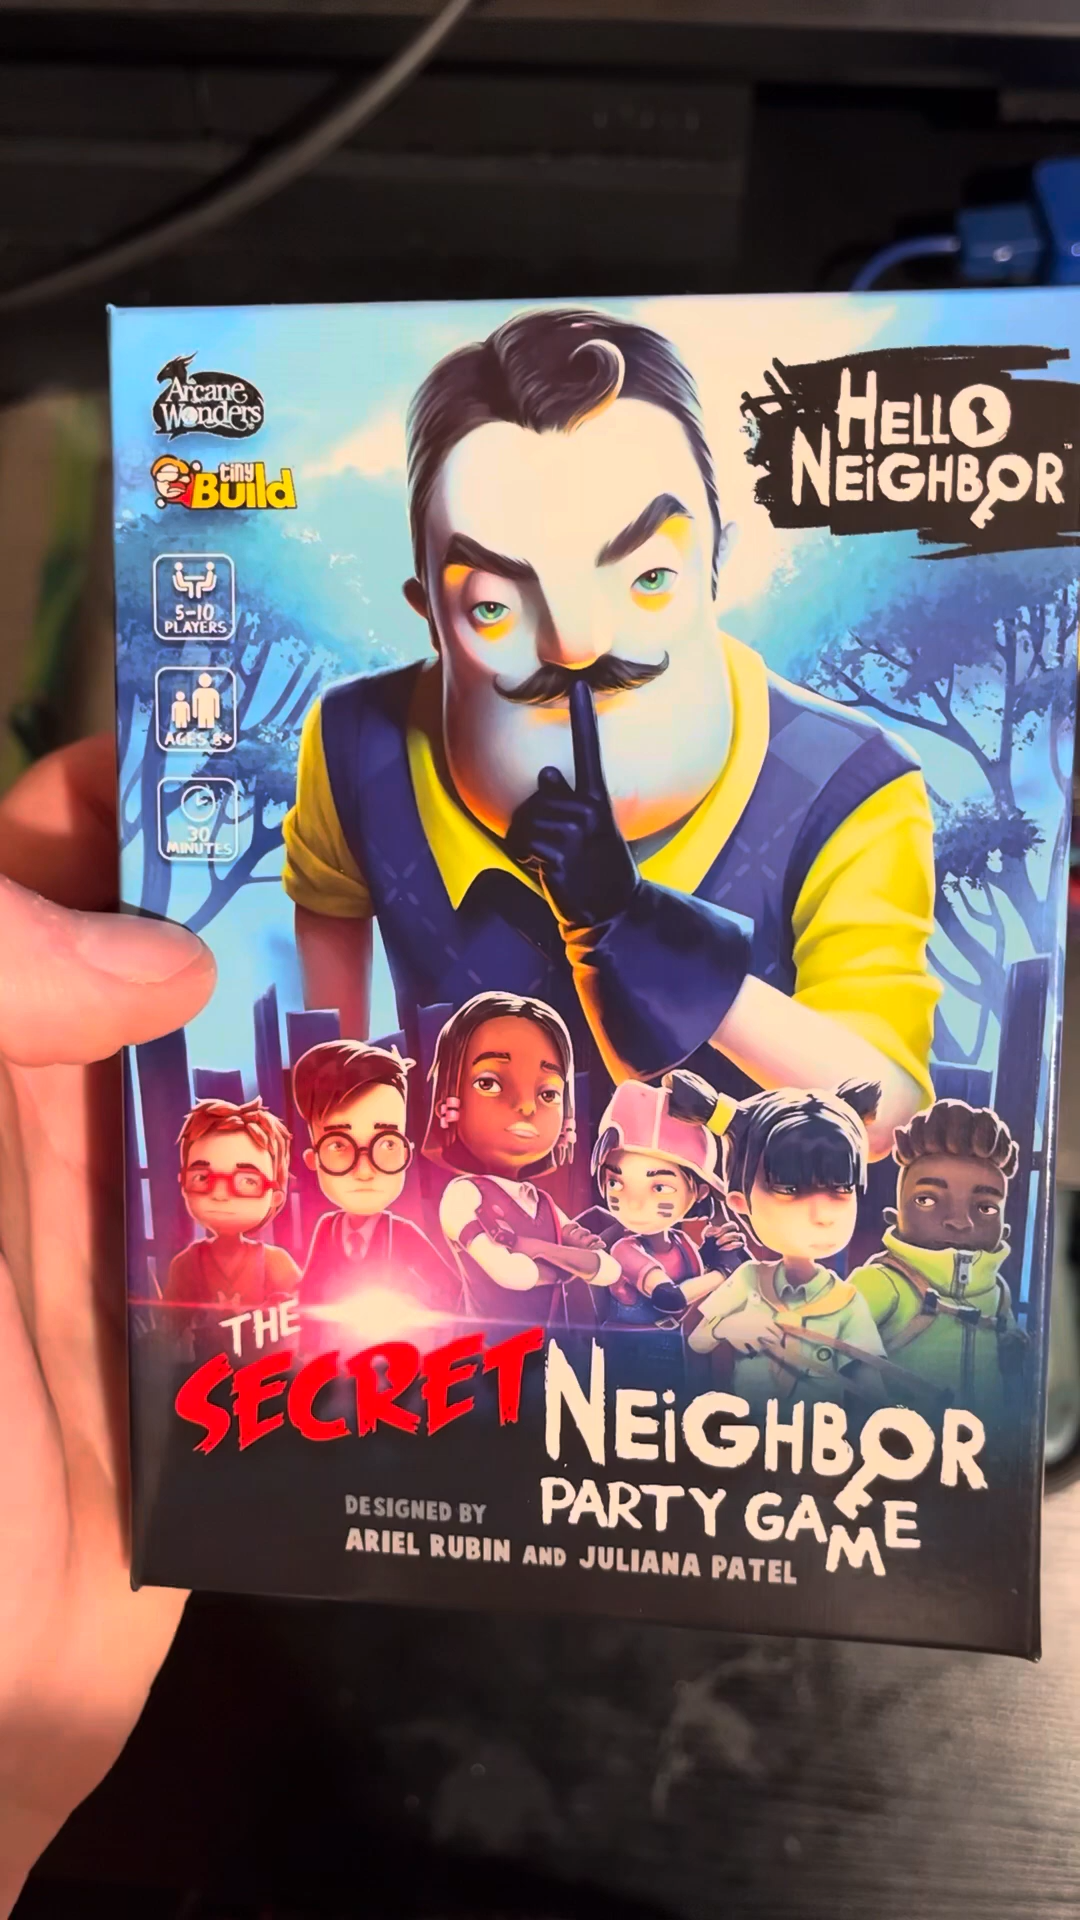 Arcane
Wonders
tiny
Build
HELLO
NEiGHBOR™
5-10
PLAYERS
AGES 8+
30
MINUTES
THE
SECRET NEiGHBOR
PARTY GAME
DESIGNED BY
ARIEL RUBIN AND JULIANA PATEL